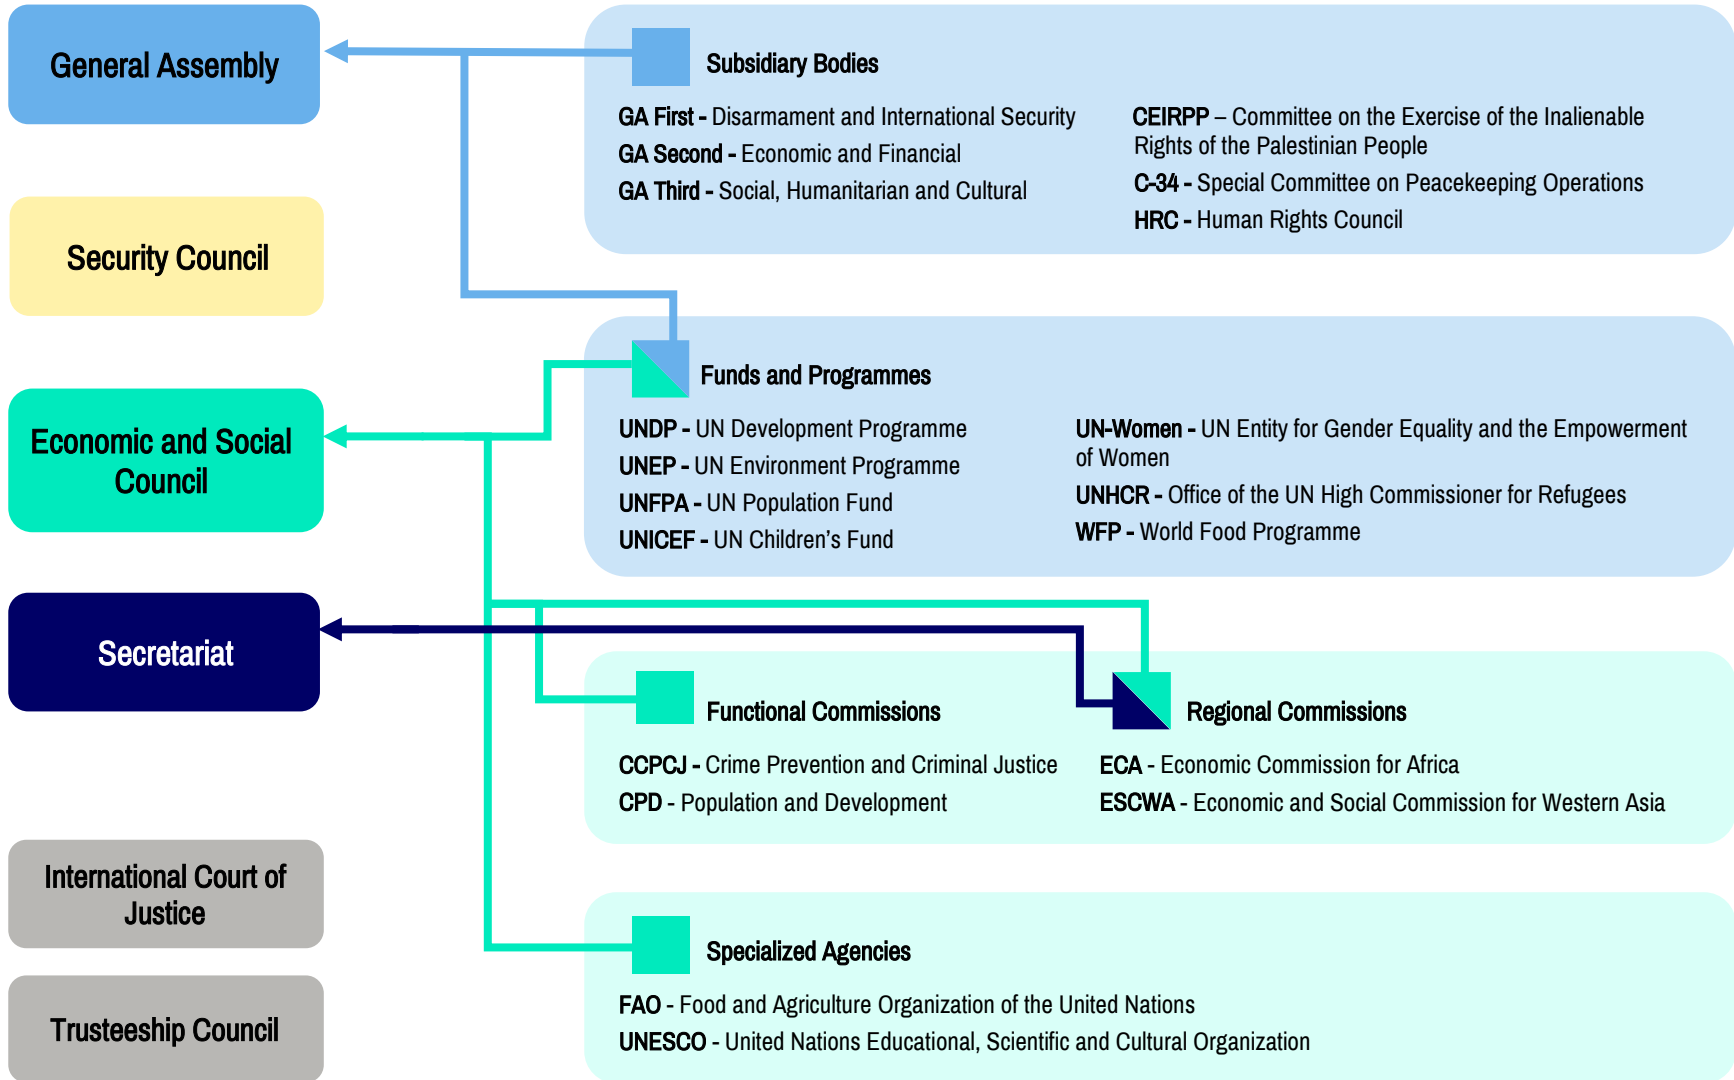 General Assembly
Security Council
Economic and Social
Council
Secretariat
International Court of
Justice
Trusteeship Council
Subsidiary Bodies
GA First - Disarmament and International Security
GA Second - Economic and Financial
GA Third - Social, Humanitarian and Cultural
CEIRPP – Committee on the Exercise of the Inalienable
Rights of the Palestinian People
C-34 - Special Committee on Peacekeeping Operations
HRC - Human Rights Council
Funds and Programmes
UNDP - UN Development Programme
UNEP - UN Environment Programme
UNFPA - UN Population Fund
UNICEF - UN Children’s Fund
UN-Women - UN Entity for Gender Equality and the Empowerment
of Women
UNHCR - Office of the UN High Commissioner for Refugees
WFP - World Food Programme
Functional Commissions
CCPCJ - Crime Prevention and Criminal Justice
CPD - Population and Development
Regional Commissions
ECA - Economic Commission for Africa
ESCWA - Economic and Social Commission for Western Asia
Specialized Agencies
FAO - Food and Agriculture Organization of the United Nations
UNESCO - United Nations Educational, Scientific and Cultural Organization